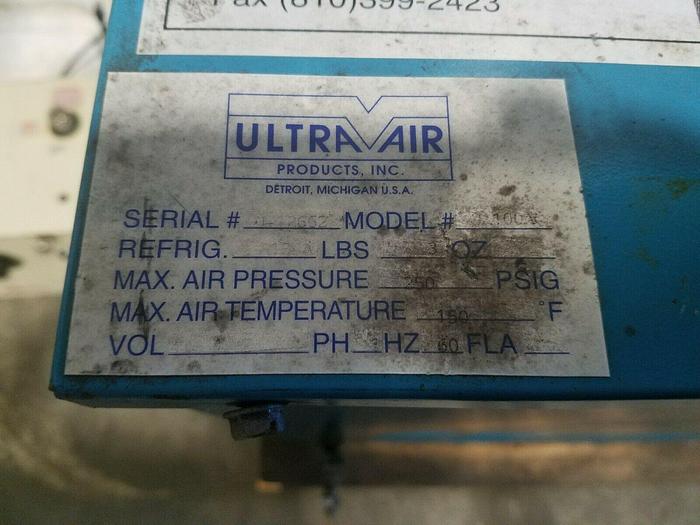 Fax (810)399-2423
ULTRA AIR
PRODUCTS, INC.
DETROIT, MICHIGAN U.S.A.
SERIAL # MODEL #
REFRIG. LBS OZ
MAX. AIR PRESSURE 250 PSIG
MAX. AIR TEMPERATURE 150 °F
VOL PH HZ 60 FLA